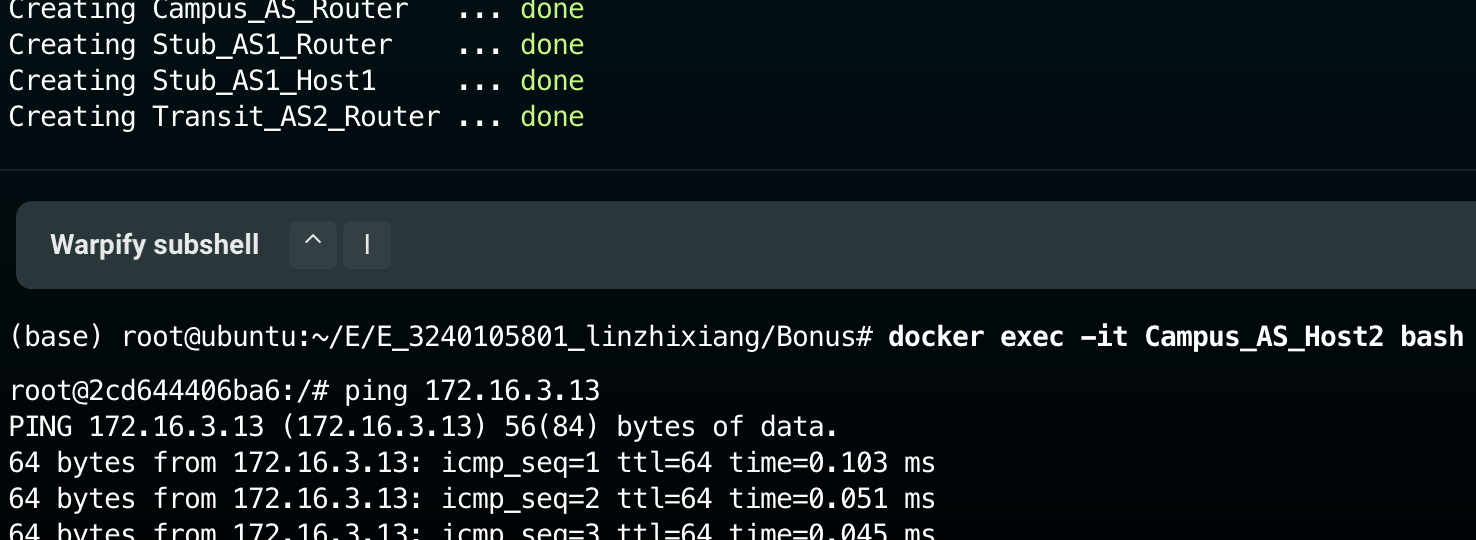 Creating Campus_AS_Router   ... done
Creating Stub_AS1_Router    ... done
Creating Stub_AS1_Host1     ... done
Creating Transit_AS2_Router ... done
Warpify subshell ^ I
(base) root@ubuntu:~/E/E_3240105801_linzhixiang/Bonus# docker exec -it Campus_AS_Host2 bash
root@2cd644406ba6:/# ping 172.16.3.13
PING 172.16.3.13 (172.16.3.13) 56(84) bytes of data.
64 bytes from 172.16.3.13: icmp_seq=1 ttl=64 time=0.103 ms
64 bytes from 172.16.3.13: icmp_seq=2 ttl=64 time=0.051 ms
64 bytes from 172.16.3.13: icmp_seq=3 ttl=64 time=0.045 ms